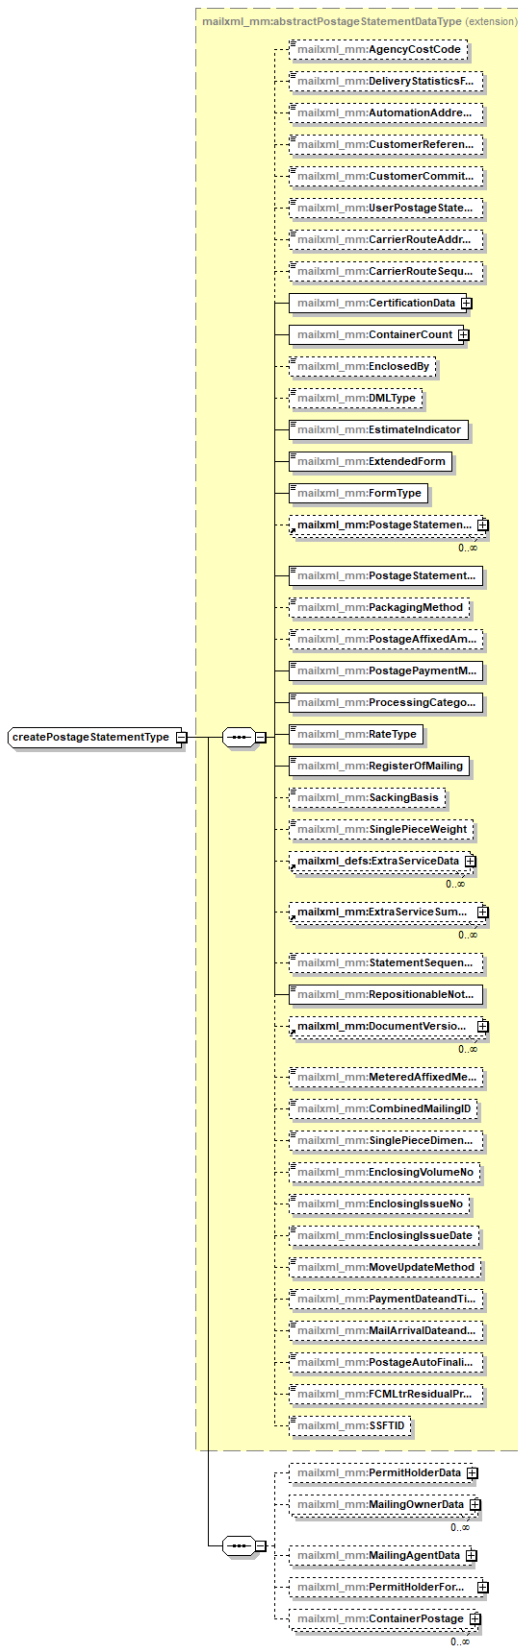 mailxml_mm:abstractPostageStatementDataType (extension)
mailxml_mm:AgencyCostCode
mailxml_mm:DeliveryStatisticsF...
mailxml_mm:AutomationAddre...
mailxml_mm:CustomerReferen...
mailxml_mm:CustomerCommit...
mailxml_mm:UserPostageState...
mailxml_mm:CarrierRouteAddr...
mailxml_mm:CarrierRouteSequ...
mailxml_mm:CertificationData
mailxml_mm:ContainerCount
mailxml_mm:EnclosedBy
mailxml_mm:DMLType
mailxml_mm:EstimateIndicator
mailxml_mm:ExtendedForm
mailxml_mm:FormType
mailxml_mm:PostageStatemen...
0..∞
mailxml_mm:PostageStatement...
mailxml_mm:PackagingMethod
mailxml_mm:PostageAffixedAm...
mailxml_mm:PostagePaymentM...
mailxml_mm:ProcessingCatego...
createPostageStatementType
mailxml_mm:RateType
mailxml_mm:RegisterOfMailing
mailxml_mm:SackingBasis
mailxml_mm:SinglePieceWeight
mailxml_defs:ExtraServiceData
0..∞
mailxml_mm:ExtraServiceSum...
0..∞
mailxml_mm:StatementSequen...
mailxml_mm:RepositionableNot...
mailxml_mm:DocumentVersio...
0..∞
mailxml_mm:MeteredAffixedMe...
mailxml_mm:CombinedMailingID
mailxml_mm:SinglePieceDimen...
mailxml_mm:EnclosingVolumeNo
mailxml_mm:EnclosingIssueNo
mailxml_mm:EnclosingIssueDate
mailxml_mm:MoveUpdateMethod
mailxml_mm:PaymentDateandTi...
mailxml_mm:MailArrivalDateand...
mailxml_mm:PostageAutoFinali...
mailxml_mm:FCMLtrResidualPr...
mailxml_mm:SSFTID
mailxml_mm:PermitHolderData
mailxml_mm:MailingOwnerData
0..∞
mailxml_mm:MailingAgentData
mailxml_mm:PermitHolderFor...
mailxml_mm:ContainerPostage
0..∞